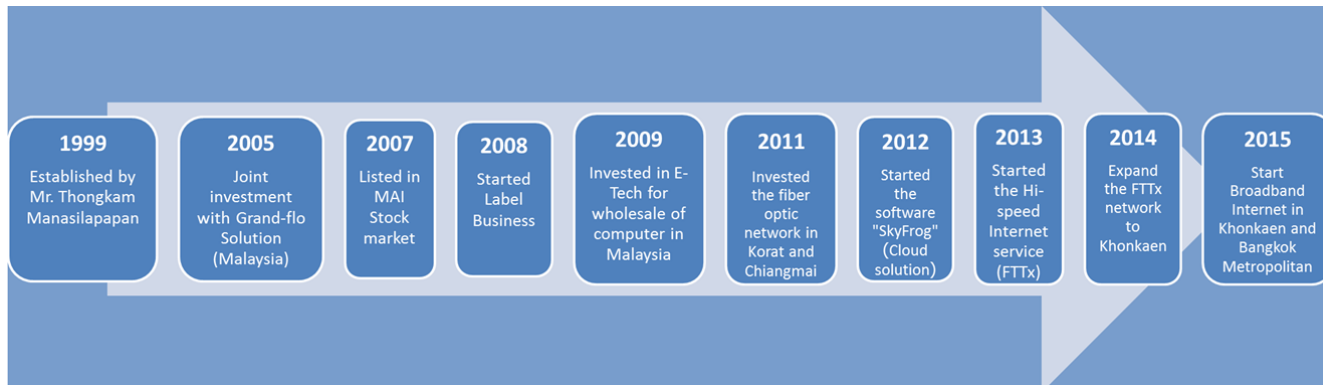 1999
Established by
Mr. Thongkam
Manasilapapan
2005
Joint
investment
with Grand-flo
Solution
(Malaysia)
2007
Listed in
MAI
Stock
market
2008
Started
Label
Business
2009
Invested in E-
Tech for
wholesale of
computer in
Malaysia
2011
Invested
the fiber
optic
network in
Korat and
Chiangmai
2012
Started
the
software
"SkyFrog"
(Cloud
solution)
2013
Started
the Hi-
speed
Internet
service
(FTTx)
2014
Expand
the FTTx
network
to
Khonkaen
2015
Start
Broadband
Internet in
Khonkaen and
Bangkok
Metropolitan